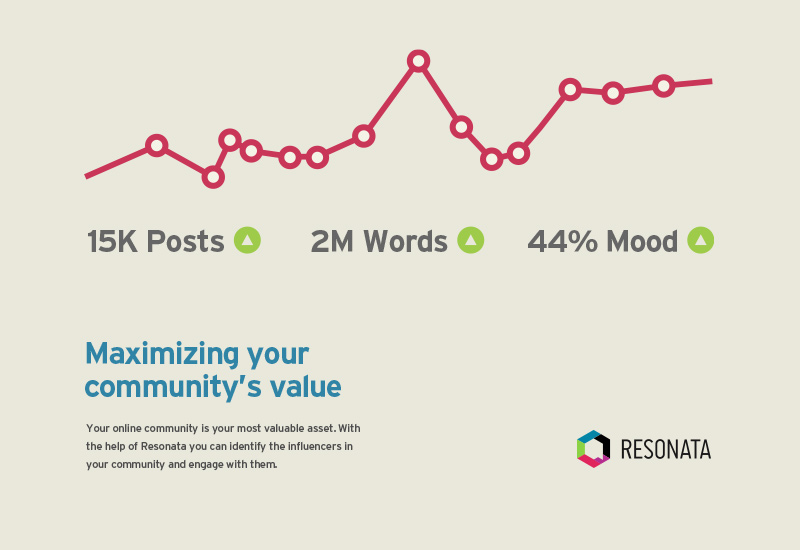 15K Posts 2M Words 44% Mood
Maximizing your
community's value
Your online community is your most valuable asset. With
the help of Resonata you can identify the influencers in
your community and engage with them.
RESONATA